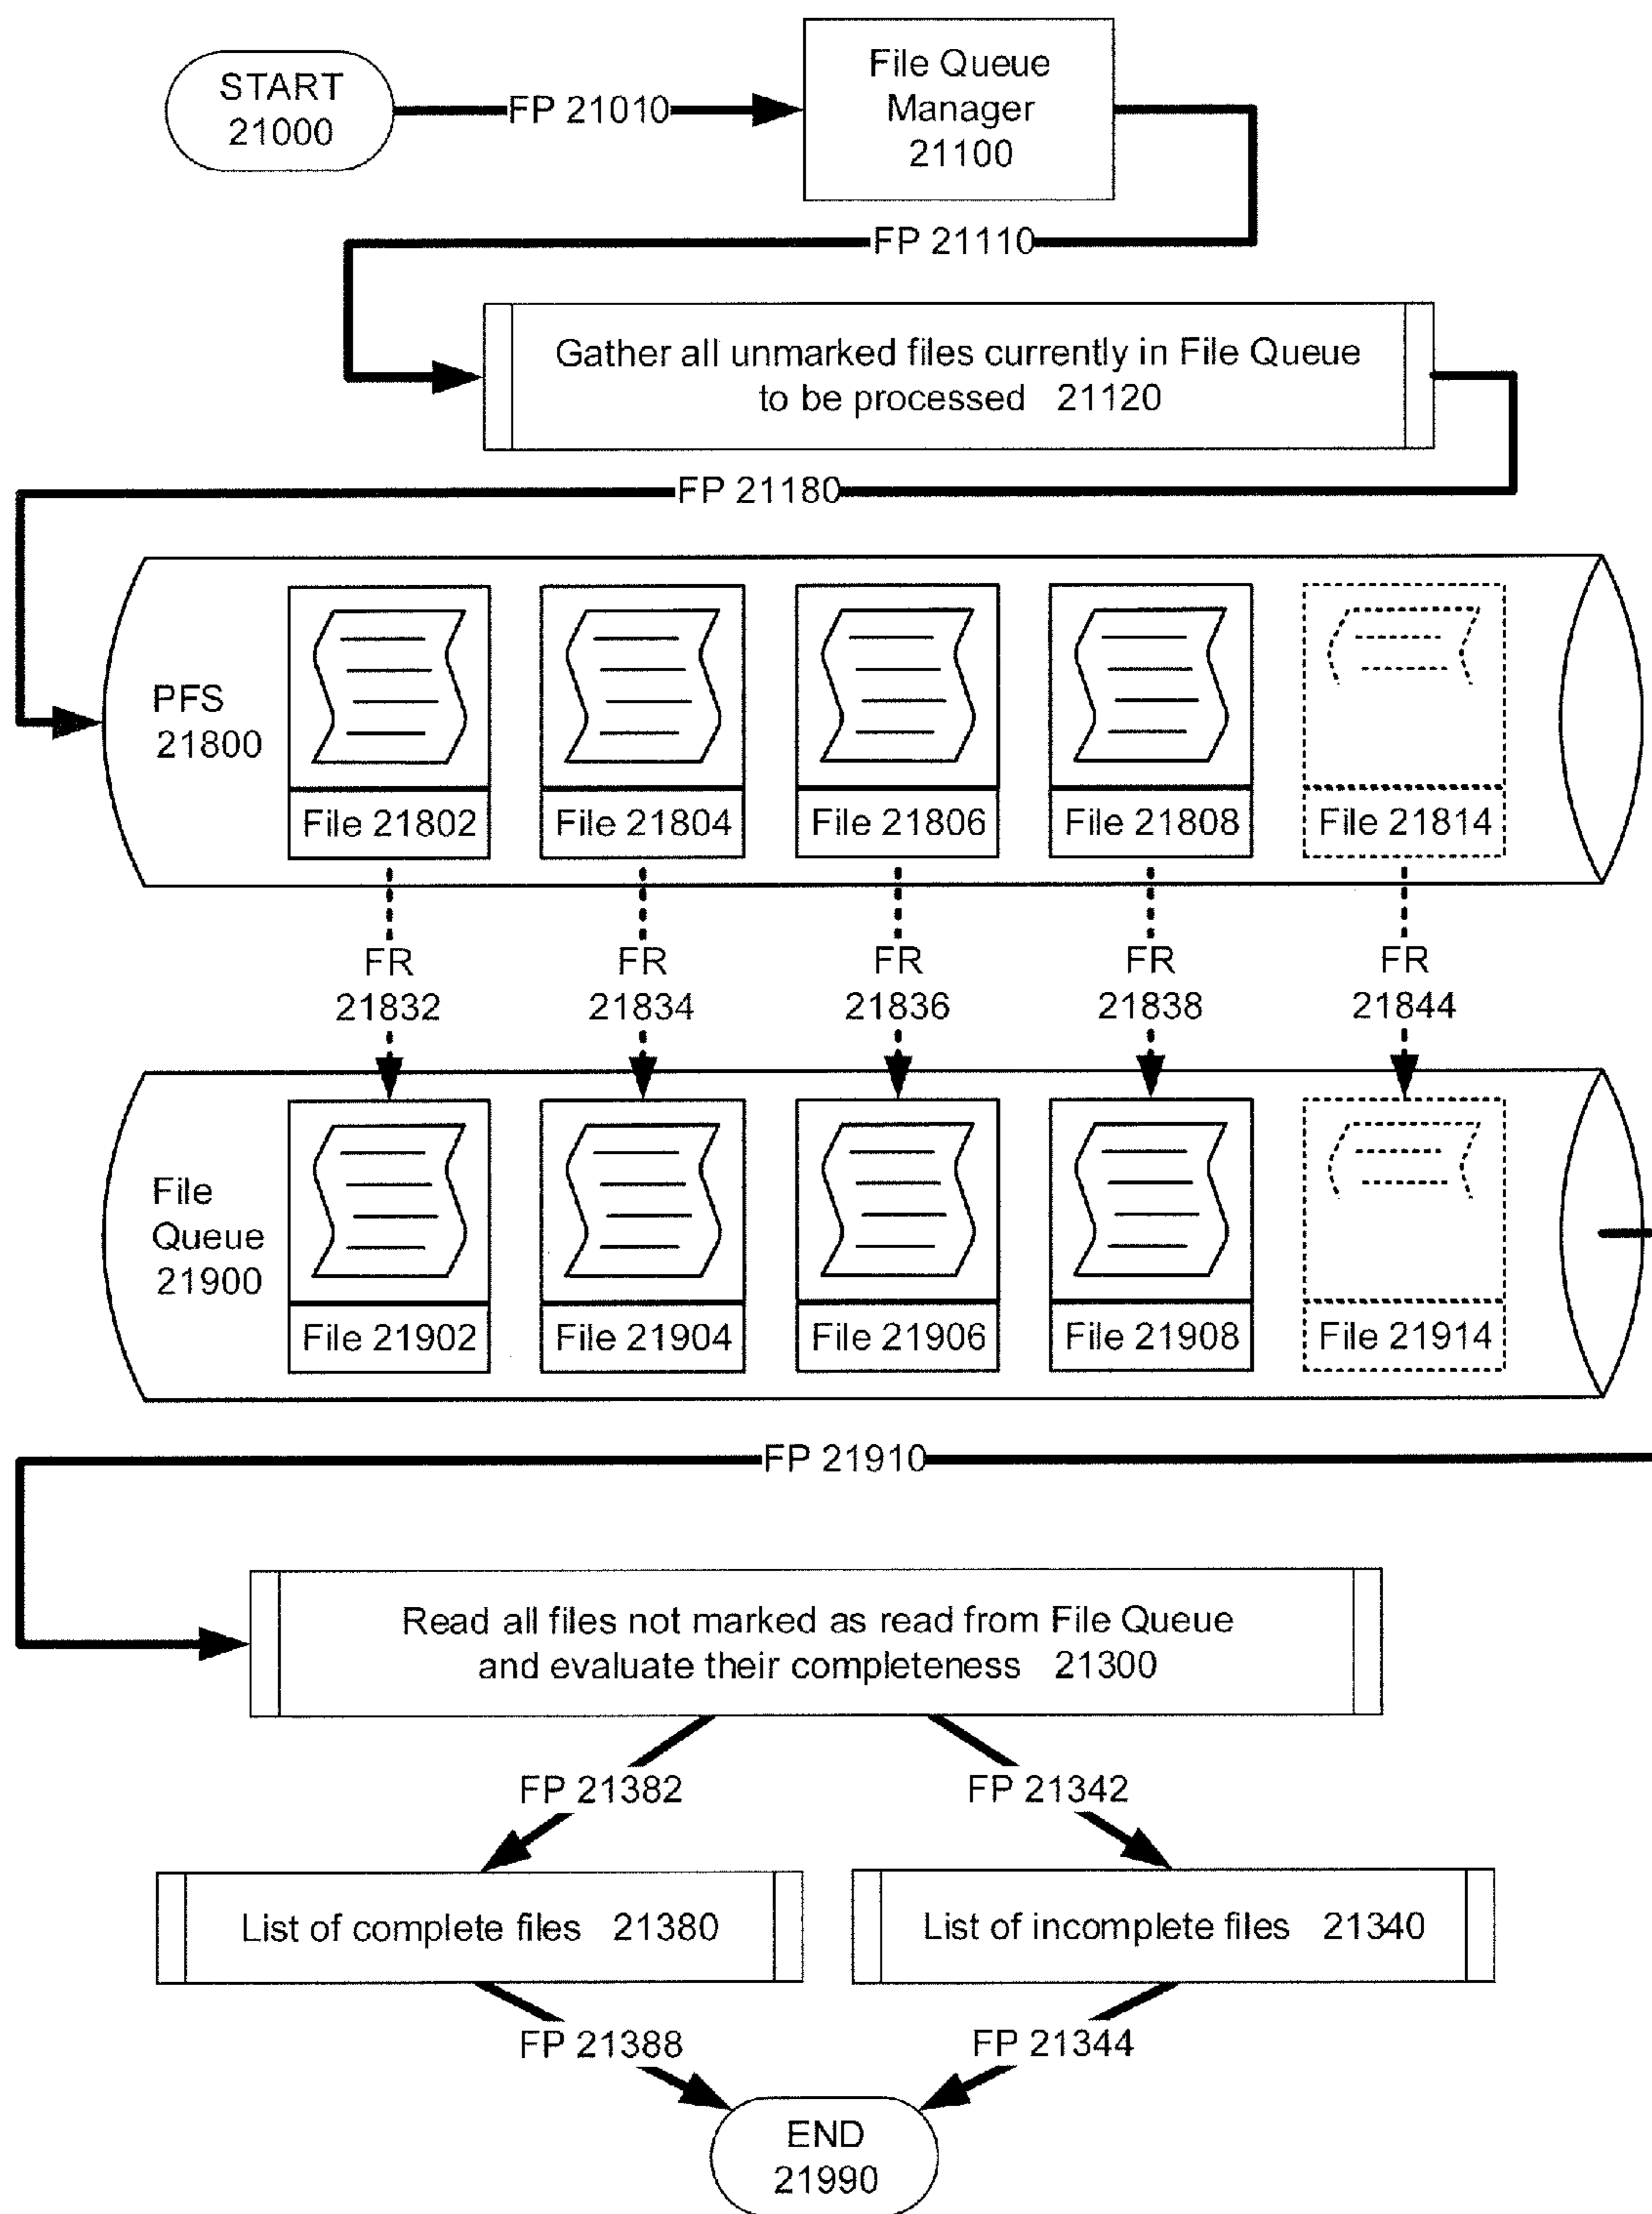 START
21000
FP 21010
File Queue
Manager
21100
FP 21110
Gather all unmarked files currently in File Queue
to be processed 21120
FP 21180
PFS
21800
File 21802
File 21804
File 21806
File 21808
File 21814
FR
21832
FR
21834
FR
21836
FR
21838
FR
21844
File
Queue
21900
File 21902
File 21904
File 21906
File 21908
File 21914
FP 21910
Read all files not marked as read from File Queue
and evaluate their completeness 21300
FP 21382
FP 21342
List of complete files 21380
List of incomplete files 21340
FP 21388
FP 21344
END
21990